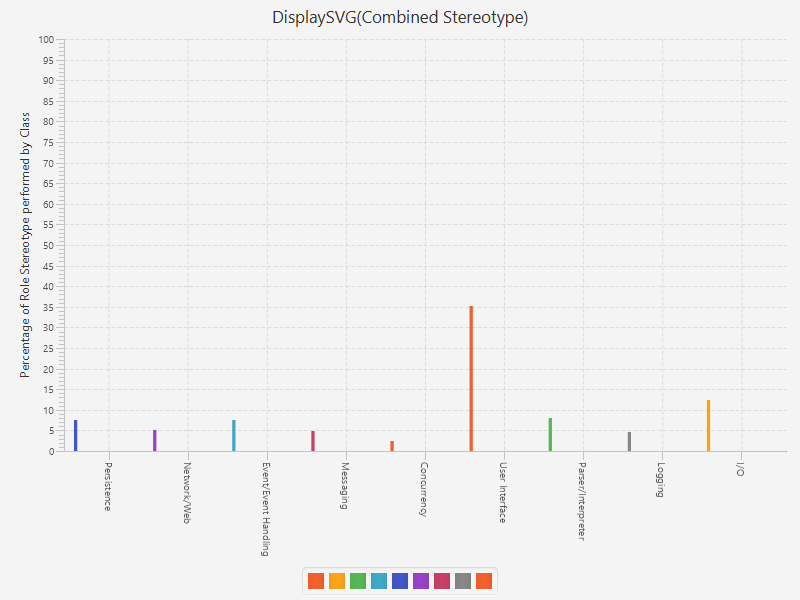 DisplaySVG(Combined Stereotype)
Percentage of Role Stereotype performed by Class
100
95
90
85
80
75
70
65
60
55
50
45
40
35
30
25
20
15
10
5
0
Persistence
Network/Web
Event/Event Handling
Messaging
Concurrency
User Interface
Parser/Interpreter
Logging
I/O